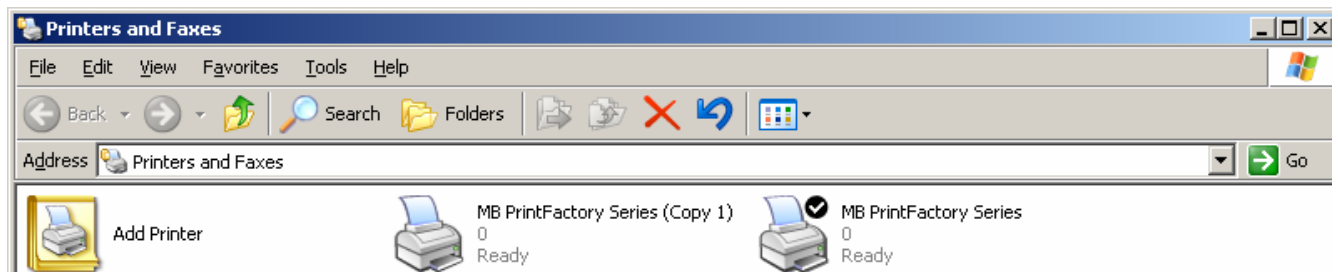 Printers and Faxes
File Edit View Favorites Tools Help
Back Search Folders
Address Printers and Faxes Go
Add Printer
MB PrintFactory Series (Copy 1)
0
Ready
MB PrintFactory Series
0
Ready